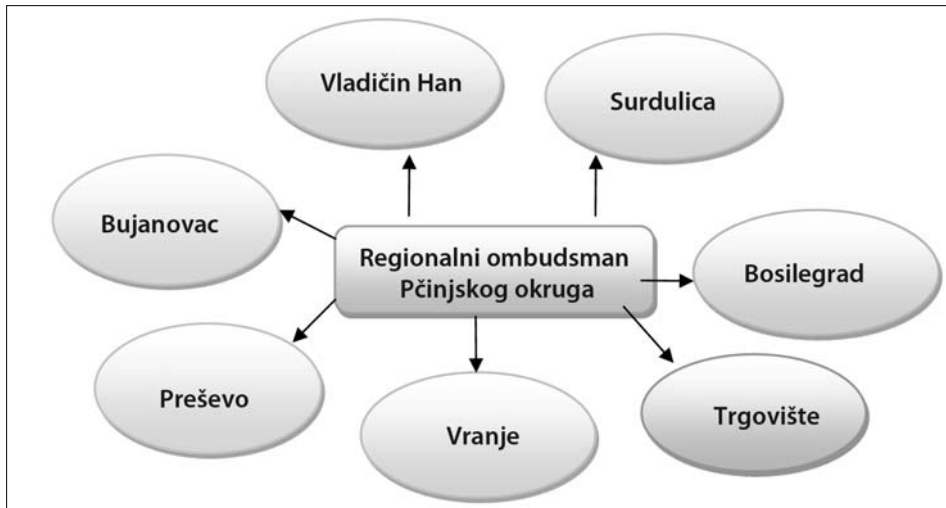 Vladičin Han
Surdulica
Bujanovac
Regionalni ombudsman
Pčinjskog okruga
Bosilegrad
Preševo
Vranje
Trgovište